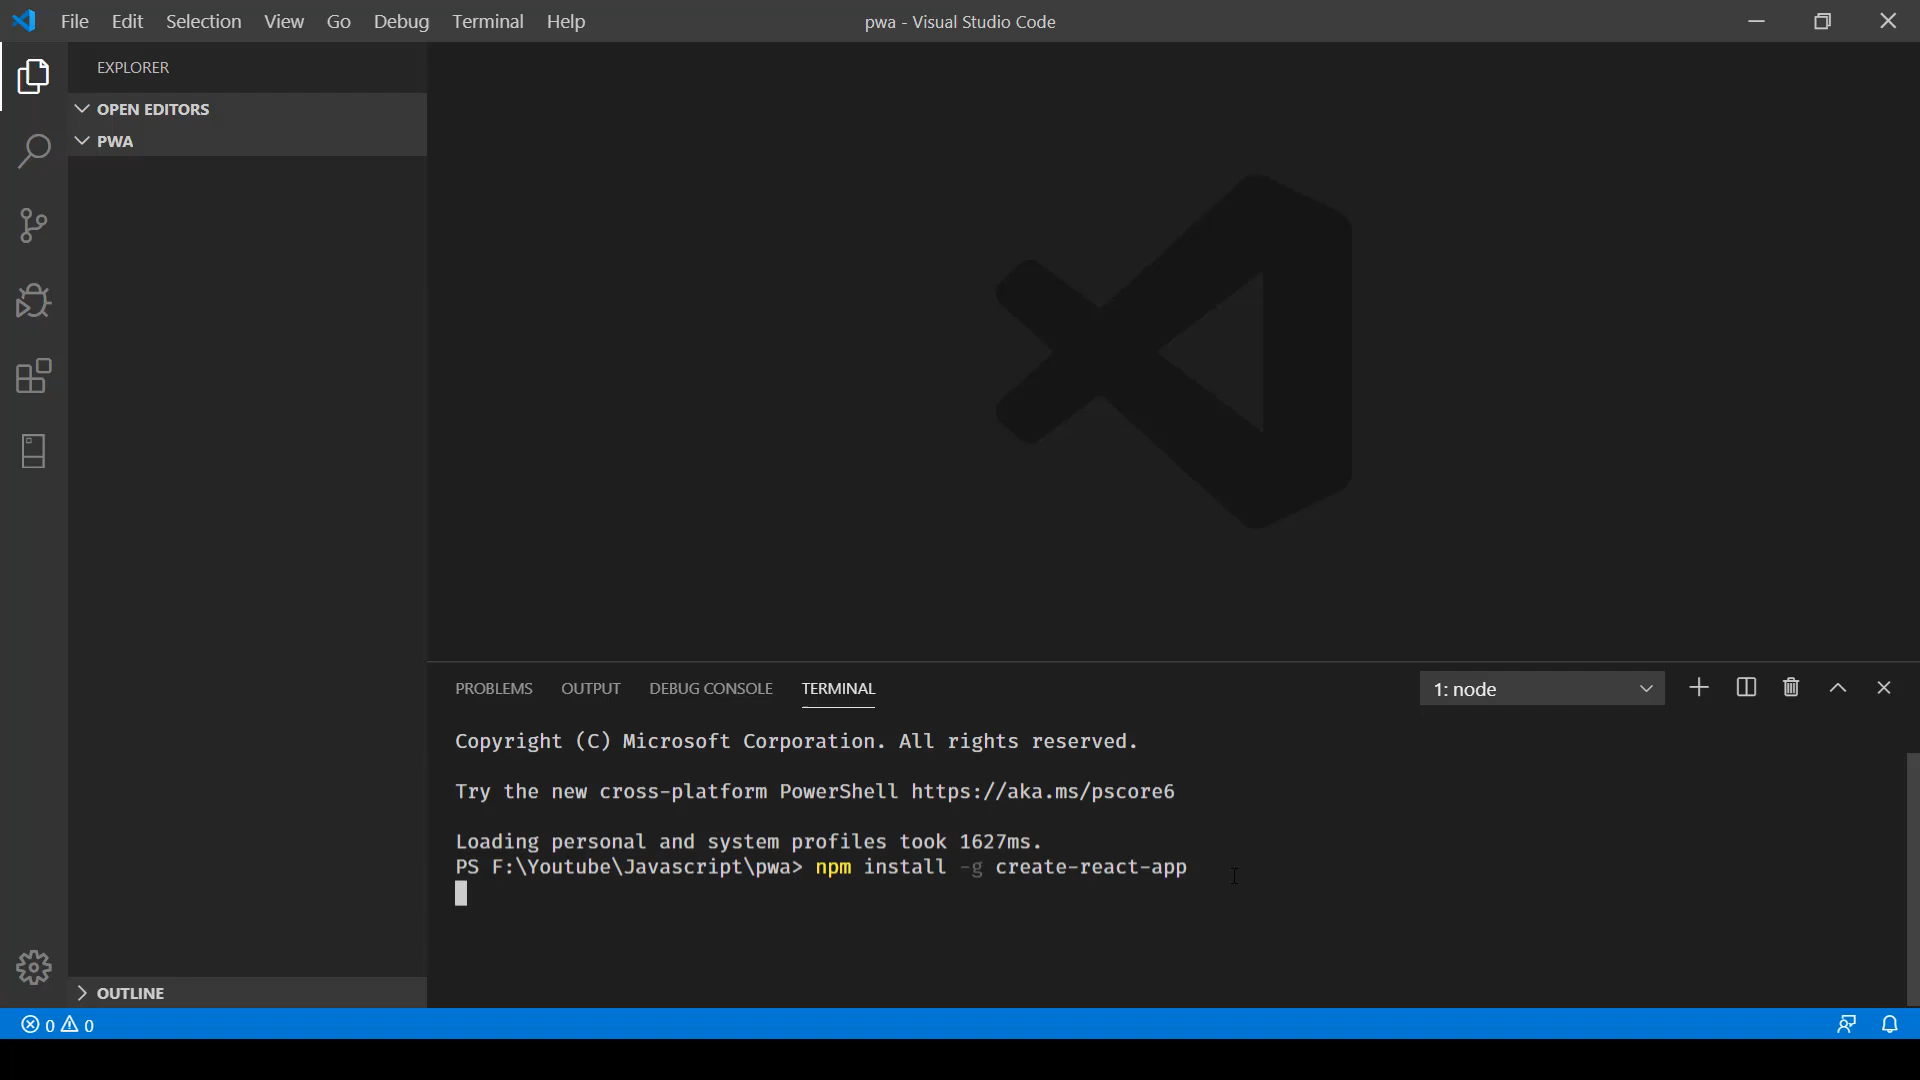 File Edit Selection View Go Debug Terminal Help
pwa - Visual Studio Code
EXPLORER
OPEN EDITORS
PWA
OUTLINE
PROBLEMS OUTPUT DEBUG CONSOLE TERMINAL
1: node
Copyright (C) Microsoft Corporation. All rights reserved.
Try the new cross-platform PowerShell https://aka.ms/pscore6
Loading personal and system profiles took 1627ms.
PS F:\Youtube\Javascript\pwa> npm install -g create-react-app
0 0